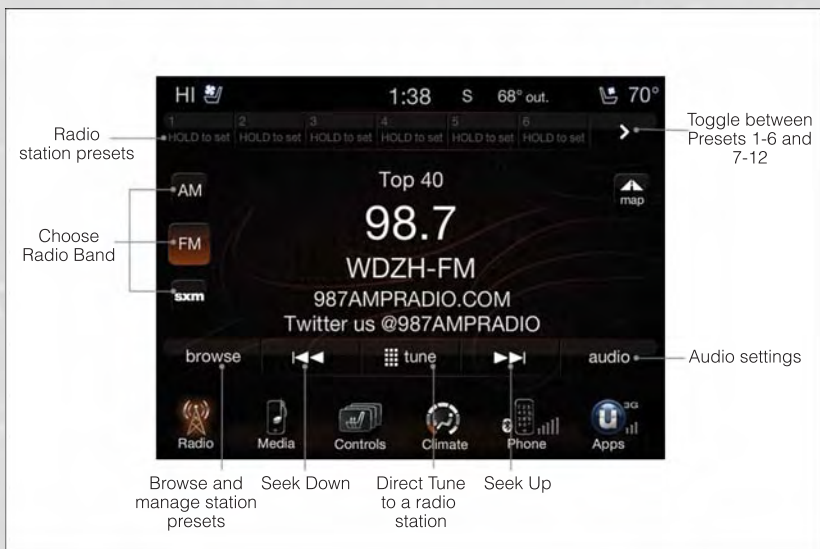 HI 1:38 S 68° out. 70°
1 2 3 4 5 6
HOLD to set HOLD to set HOLD to set HOLD to set HOLD to set HOLD to set
Radio
station presets
Toggle between
Presets 1-6 and
7-12
AM
Top 40
map
Choose
Radio Band
FM
98.7
WDZH-FM
sxm
987AMPRADIO.COM
Twitter us @987AMPRADIO
browse tune audio
Audio settings
3G
Radio Media Controls Climate Phone Apps
Browse and
manage station
presets
Seek Down
Direct Tune
to a radio
station
Seek Up